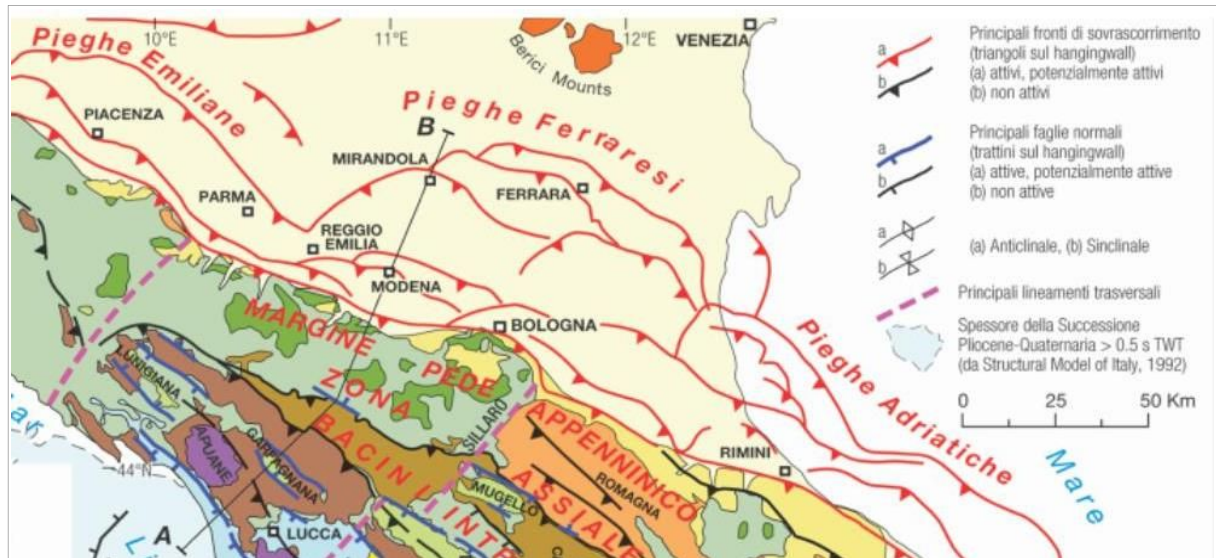 10°E
11°E
12°E
VENEZIA
Berici Mounts
Pieghe Emiliane
Pieghe Ferraresi
PIACENZA
B
MIRANDOLA
FERRARA
PARMA
REGGIO
EMILIA
MODENA
BOLOGNA
MARGINE PEDE APPENNINICO
ZONA ASSIALE
BACINI INTE
LUNIGIANA
APUANE
GARFAGNANA
SILLARO
MUGELLO
ROMAGNA
RIMINI
Pieghe Adriatiche
Mare
44°N
LUCCA
A
a
b
Principali fronti di sovrascorrimento
(triangoli sul hangingwall)
(a) attivi, potenzialmente attivi
(b) non attivi
a
b
Principali faglie normali
(trattini sul hangingwall)
(a) attive, potenzialmente attive
(b) non attive
a
b
(a) Anticlinale, (b) Sinclinale
Principali lineamenti trasversali
Spessore della Successione
Pliocene-Quaternaria > 0.5 s TWT
(da Structural Model of Italy, 1992)
0 25 50 Km